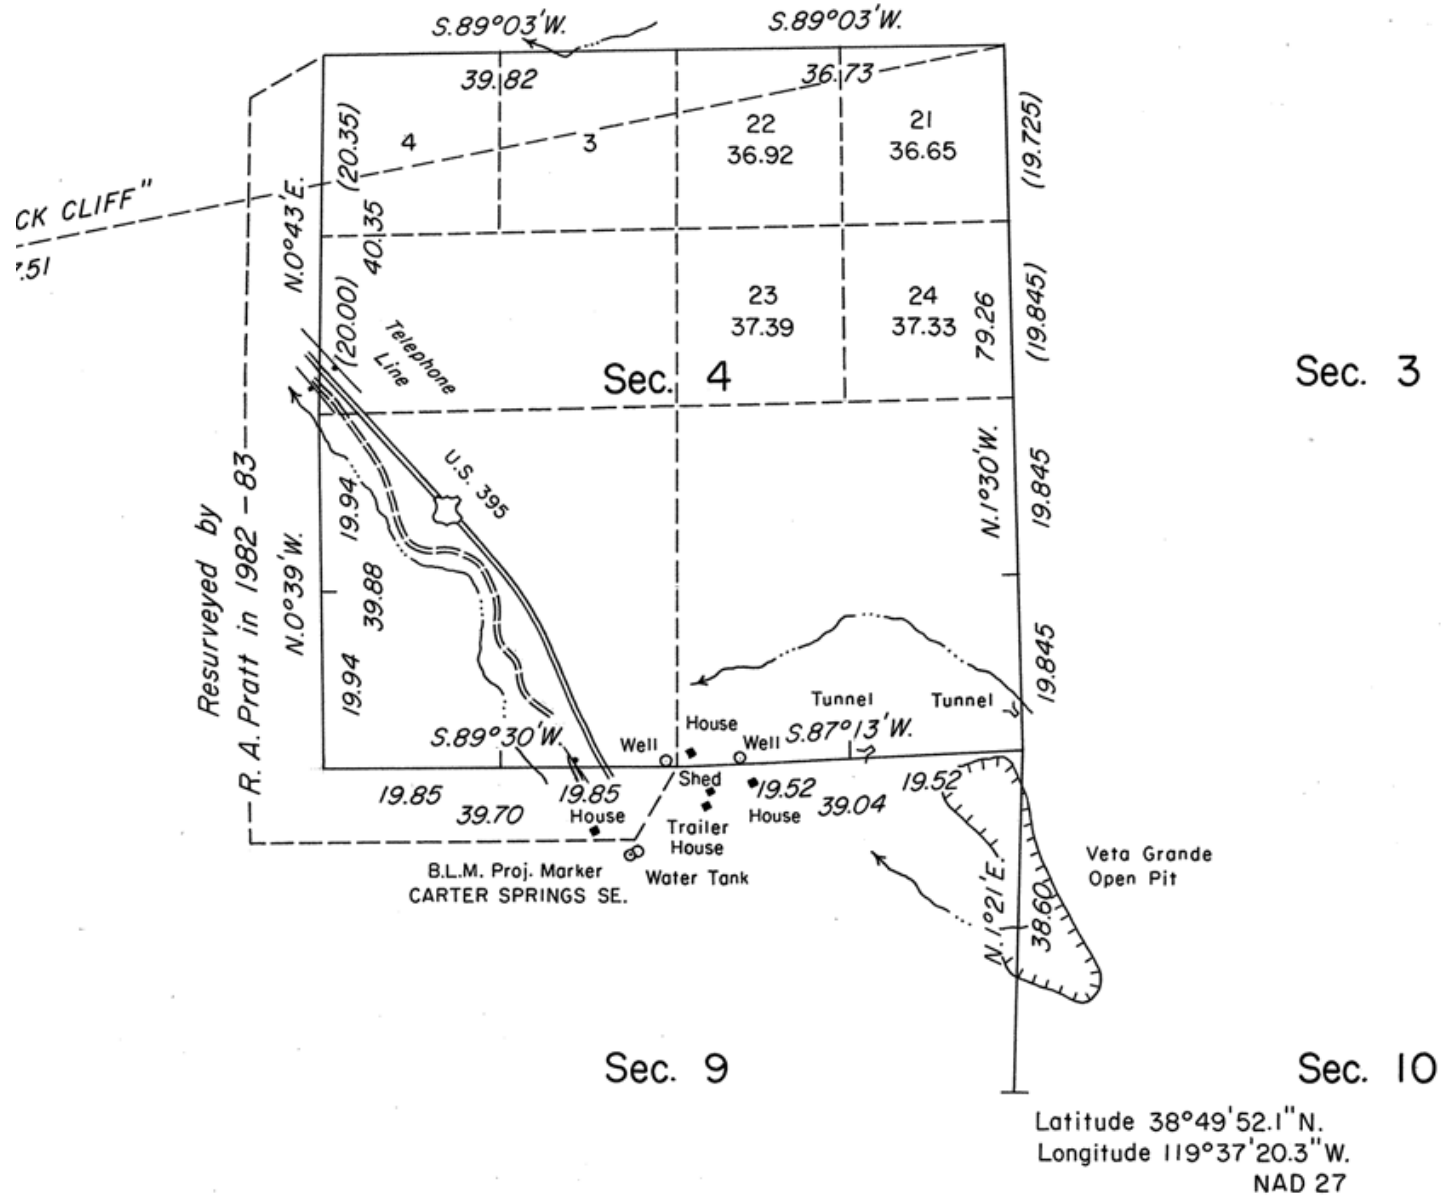 S.89°03'W.
S.89°03'W.
39.82
36.73
4
3
22
36.92
21
36.65
(20.35)
(19.725)
CK CLIFF"
7.51
N.0°43'E.
40.35
(20.00)
Telephone
Line
23
37.39
24
37.33
79.26
(19.845)
Sec. 4
Sec. 3
U.S. 395
N.1°30'W.
19.845
Resurveyed by
R. A. Pratt in 1982-83
N.0°39'W.
19.94
39.88
19.94
19.845
Tunnel
Tunnel
S.89°30'W.
Well
House
Well
S.87°13'W.
19.85
39.70
19.85
House
Shed
19.52
House
39.04
19.52
Trailer
House
B.L.M. Proj. Marker
CARTER SPRINGS SE.
Water Tank
Veta Grande
Open Pit
N.1°21'E.
38.60
Sec. 9
Sec. 10
Latitude 38°49'52.1"N.
Longitude 119°37'20.3"W.
NAD 27